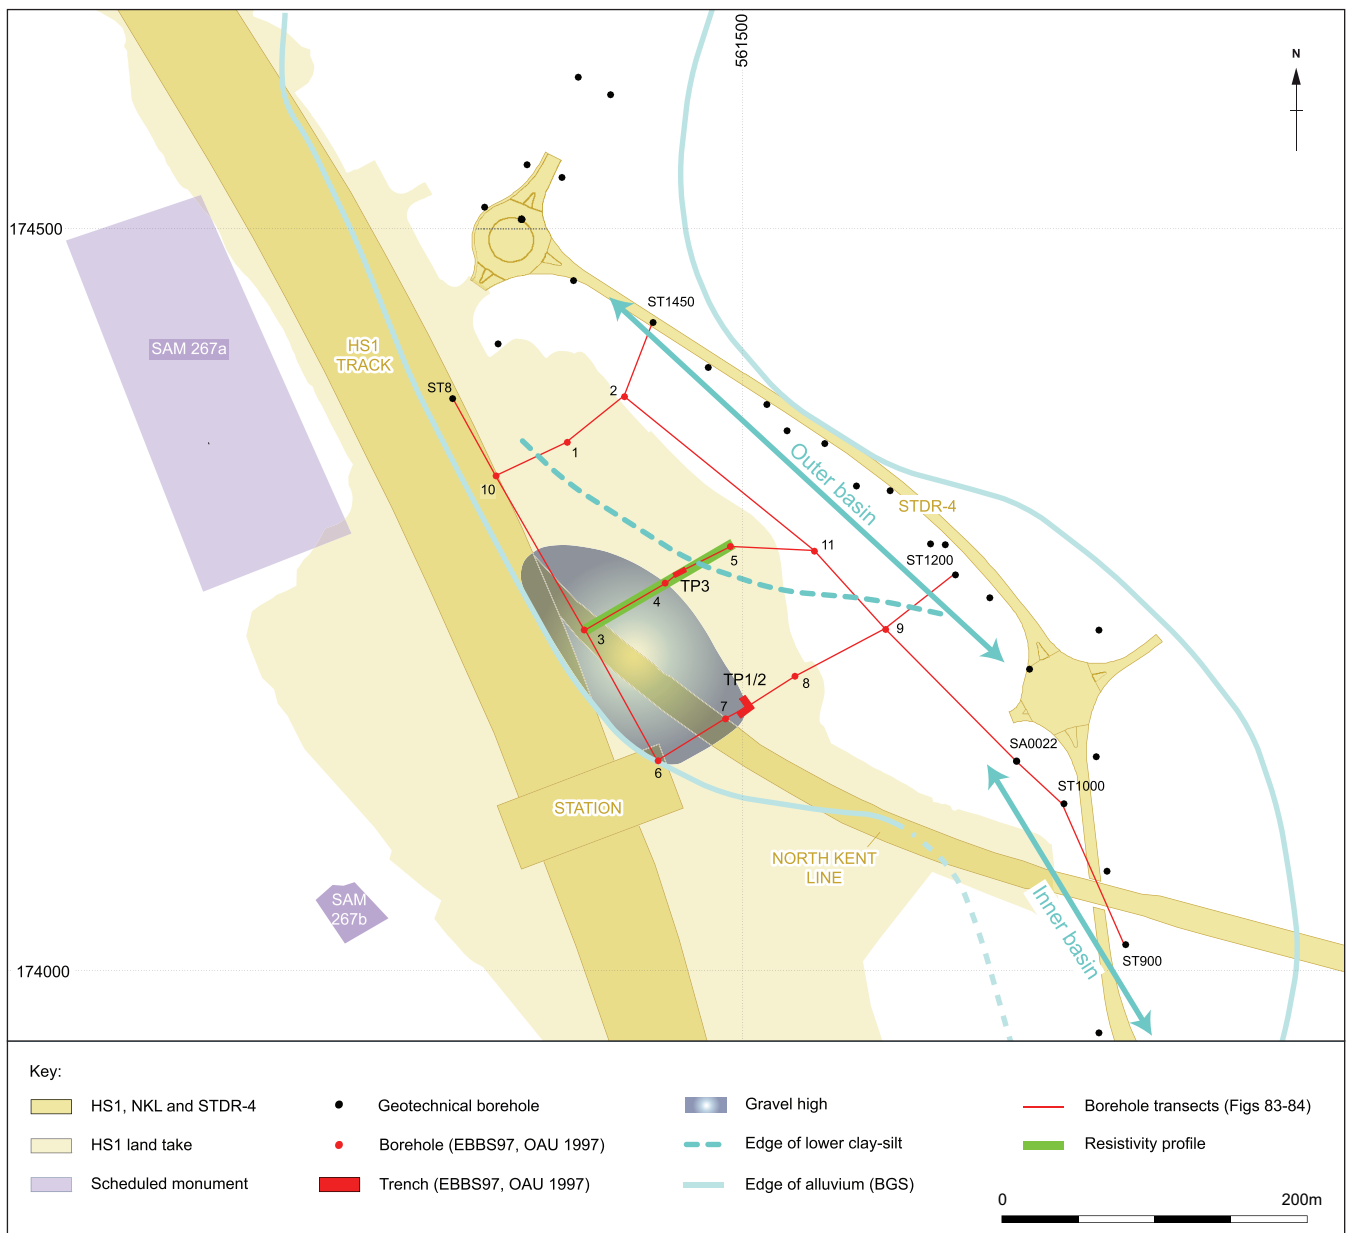 561500
N
174500
ST1450
SAM 267a
HS1
TRACK
ST8
2
1
10
Outer basin
STDR-4
11
5
ST1200
TP3
4
3
9
TP1/2
8
7
6
SA0022
ST1000
STATION
NORTH KENT
LINE
SAM
267b
Inner basin
ST900
174000
Key:
HS1, NKL and STDR-4
Geotechnical borehole
Gravel high
Borehole transects (Figs 83-84)
HS1 land take
Borehole (EBBS97, OAU 1997)
Edge of lower clay-silt
Resistivity profile
Scheduled monument
Trench (EBBS97, OAU 1997)
Edge of alluvium (BGS)
0 200m